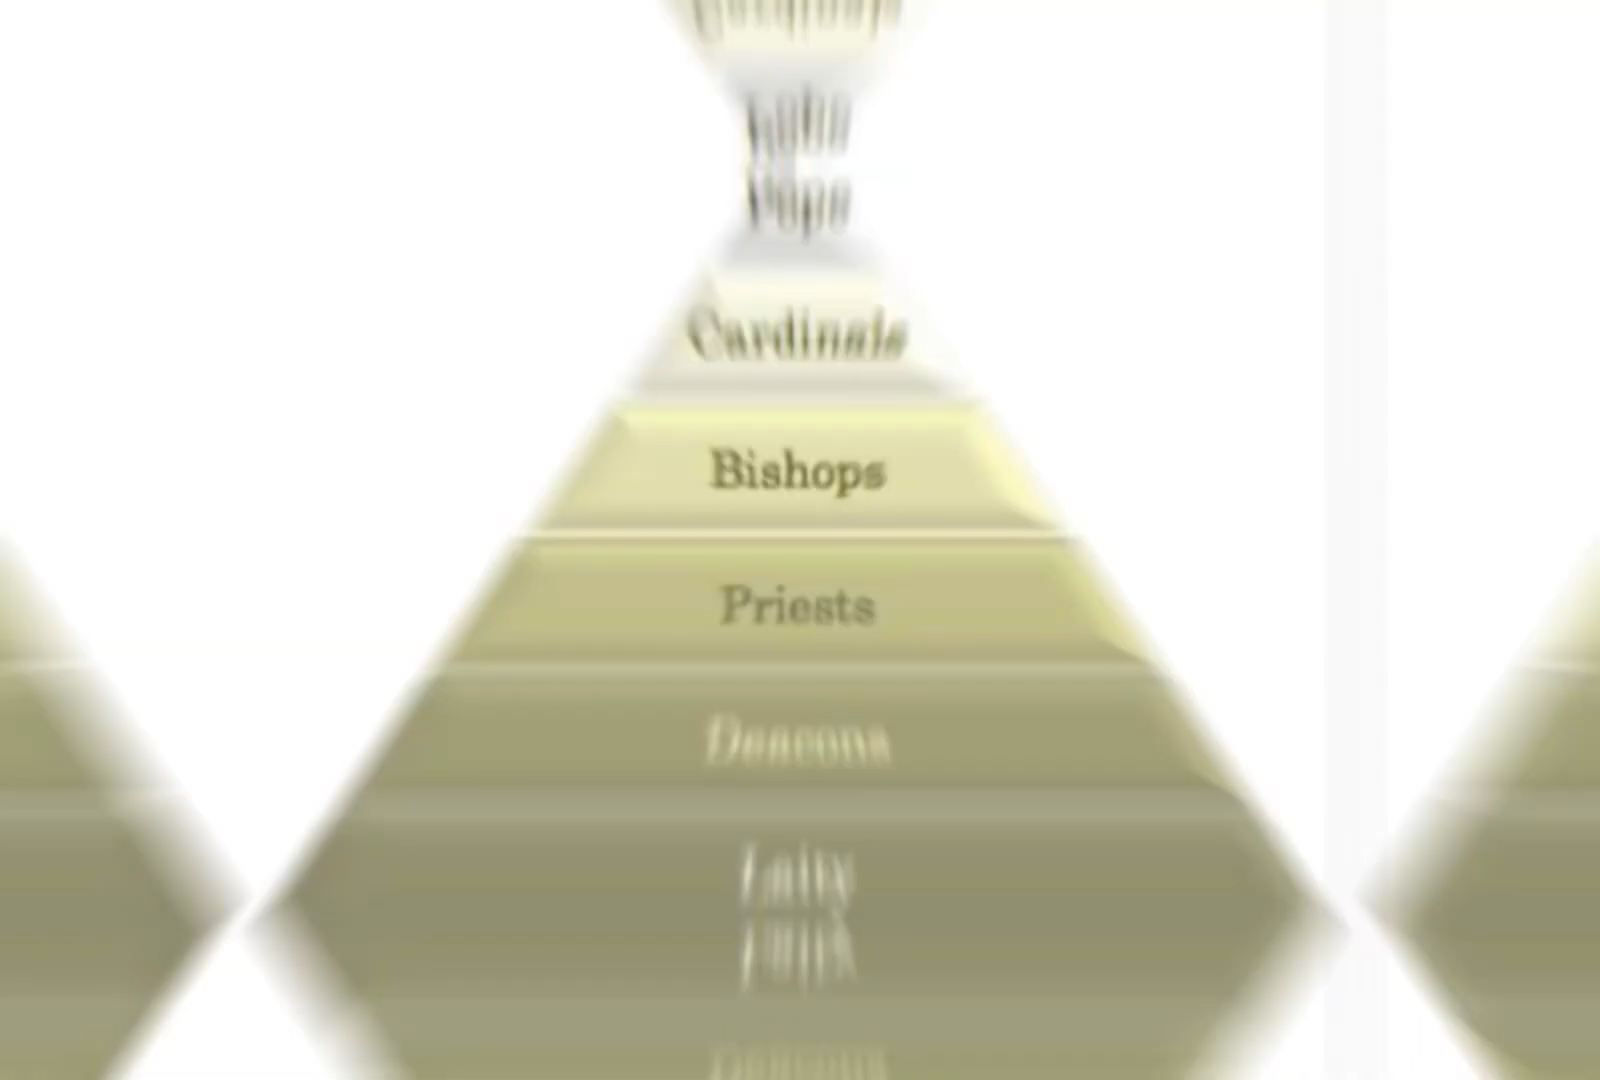 Pope
Cardinals
Bishops
Priests
Deacons
Laity